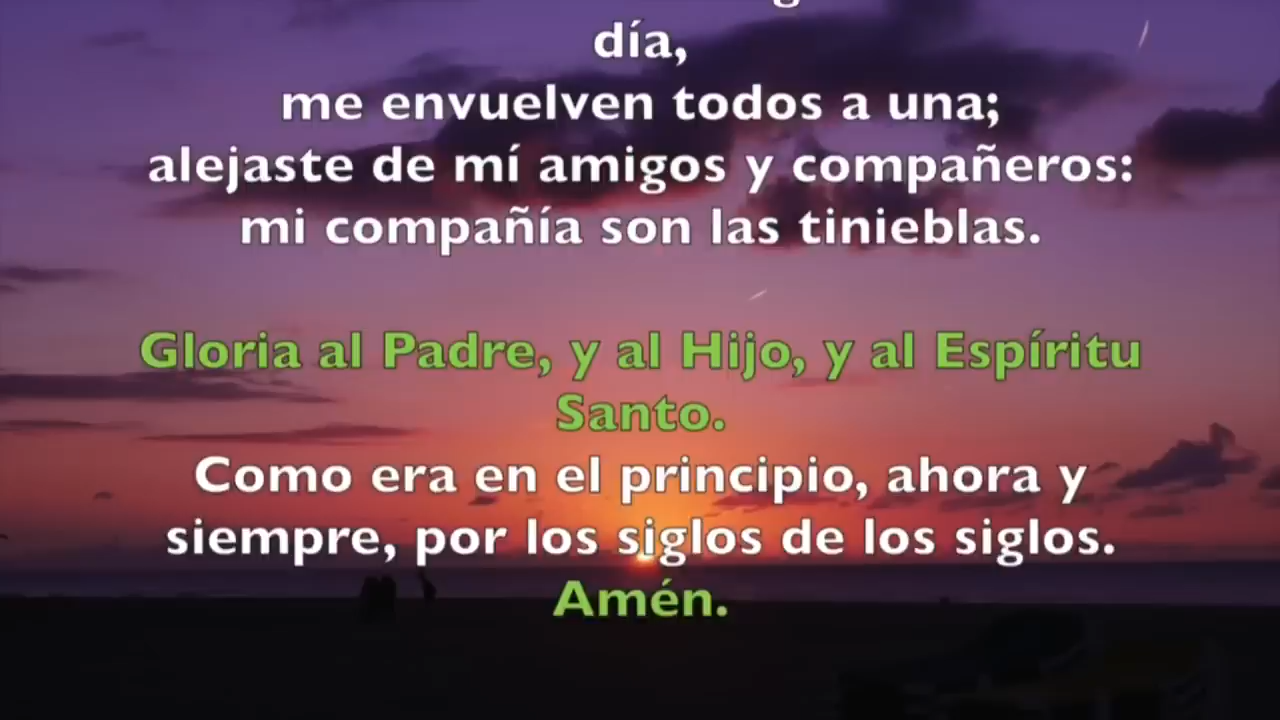 día,
me envuelven todos a una;
alejaste de mí amigos y compañeros:
mi compañía son las tinieblas.
Gloria al Padre, y al Hijo, y al Espíritu
Santo.
Como era en el principio, ahora y
siempre, por los siglos de los siglos.
Amén.